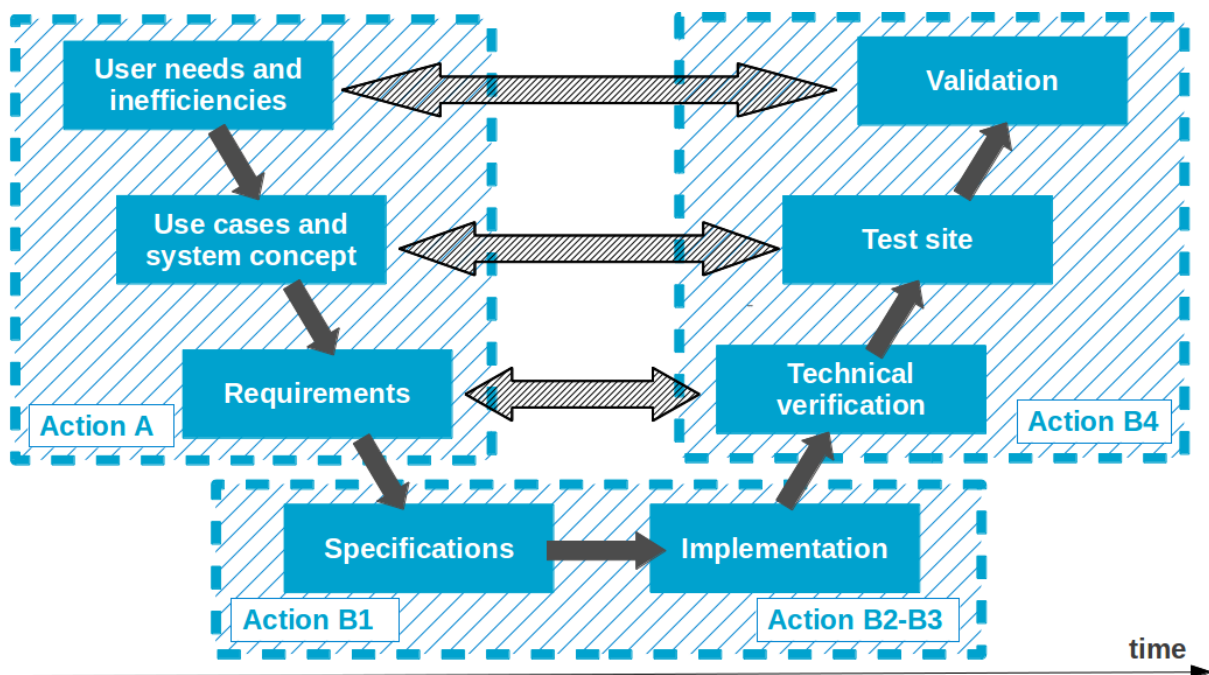 User needs and
inefficiencies
Validation
Use cases and
system concept
Test site
Requirements
Technical
verification
Action A
Action B4
Specifications
Implementation
Action B1
Action B2-B3
time